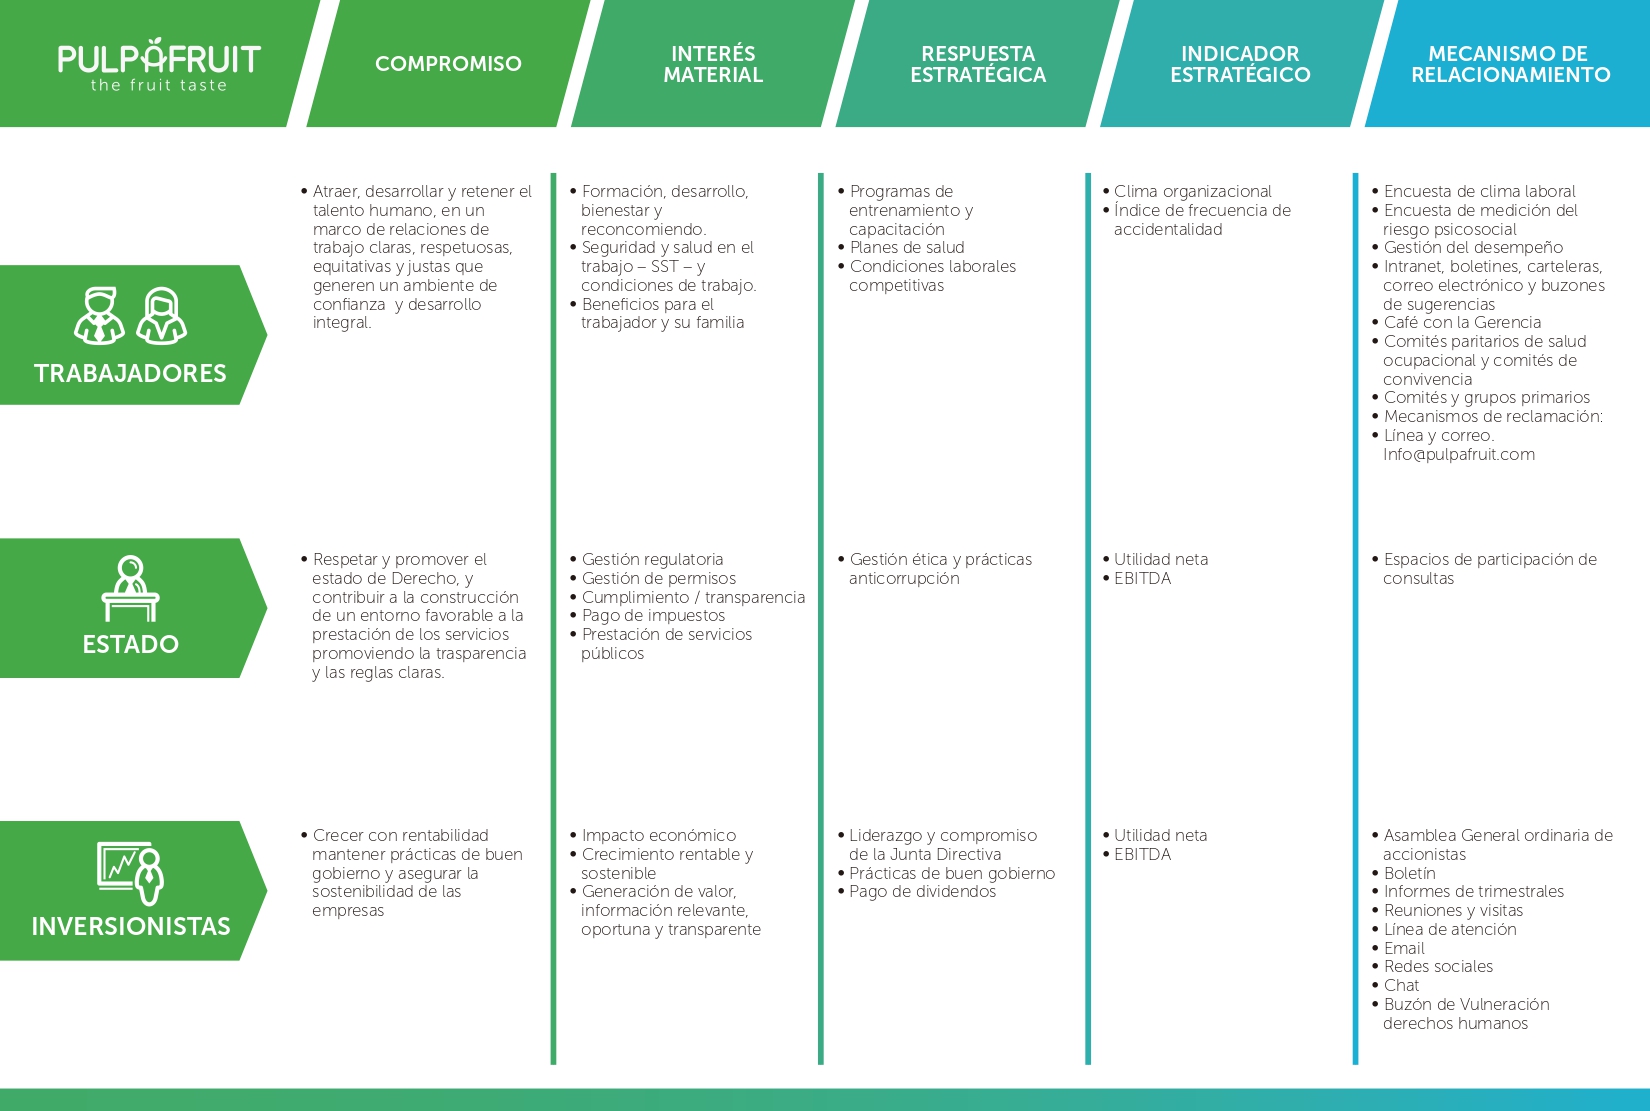 PULPAFRUIT
the fruit taste
COMPROMISO
INTERÉS
MATERIAL
RESPUESTA
ESTRATÉGICA
INDICADOR
ESTRATÉGICO
MECANISMO DE
RELACIONAMIENTO
TRABAJADORES
• Atraer, desarrollar y retener el
talento humano, en un
marco de relaciones de
trabajo claras, respetuosas,
equitativas y justas que
generen un ambiente de
confianza y desarrollo
integral.
• Formación, desarrollo,
bienestar y
reconcomiendo.
• Seguridad y salud en el
trabajo – SST – y
condiciones de trabajo.
• Beneficios para el
trabajador y su familia
• Programas de
entrenamiento y
capacitación
• Planes de salud
• Condiciones laborales
competitivas
• Clima organizacional
• Índice de frecuencia de
accidentalidad
• Encuesta de clima laboral
• Encuesta de medición del
riesgo psicosocial
• Gestión del desempeño
• Intranet, boletines, carteleras,
correo electrónico y buzones
de sugerencias
• Café con la Gerencia
• Comités paritarios de salud
ocupacional y comités de
convivencia
• Comités y grupos primarios
• Mecanismos de reclamación:
• Línea y correo.
Info@pulpafruit.com
ESTADO
• Respetar y promover el
estado de Derecho, y
contribuir a la construcción
de un entorno favorable a la
prestación de los servicios
promoviendo la trasparencia
y las reglas claras.
• Gestión regulatoria
• Gestión de permisos
• Cumplimiento / transparencia
• Pago de impuestos
• Prestación de servicios
públicos
• Gestión ética y prácticas
anticorrupción
• Utilidad neta
• EBITDA
• Espacios de participación de
consultas
INVERSIONISTAS
• Crecer con rentabilidad
mantener prácticas de buen
gobierno y asegurar la
sostenibilidad de las
empresas
• Impacto económico
• Crecimiento rentable y
sostenible
• Generación de valor,
información relevante,
oportuna y transparente
• Liderazgo y compromiso
de la Junta Directiva
• Prácticas de buen gobierno
• Pago de dividendos
• Utilidad neta
• EBITDA
• Asamblea General ordinaria de
accionistas
• Boletín
• Informes de trimestrales
• Reuniones y visitas
• Línea de atención
• Email
• Redes sociales
• Chat
• Buzón de Vulneración
derechos humanos